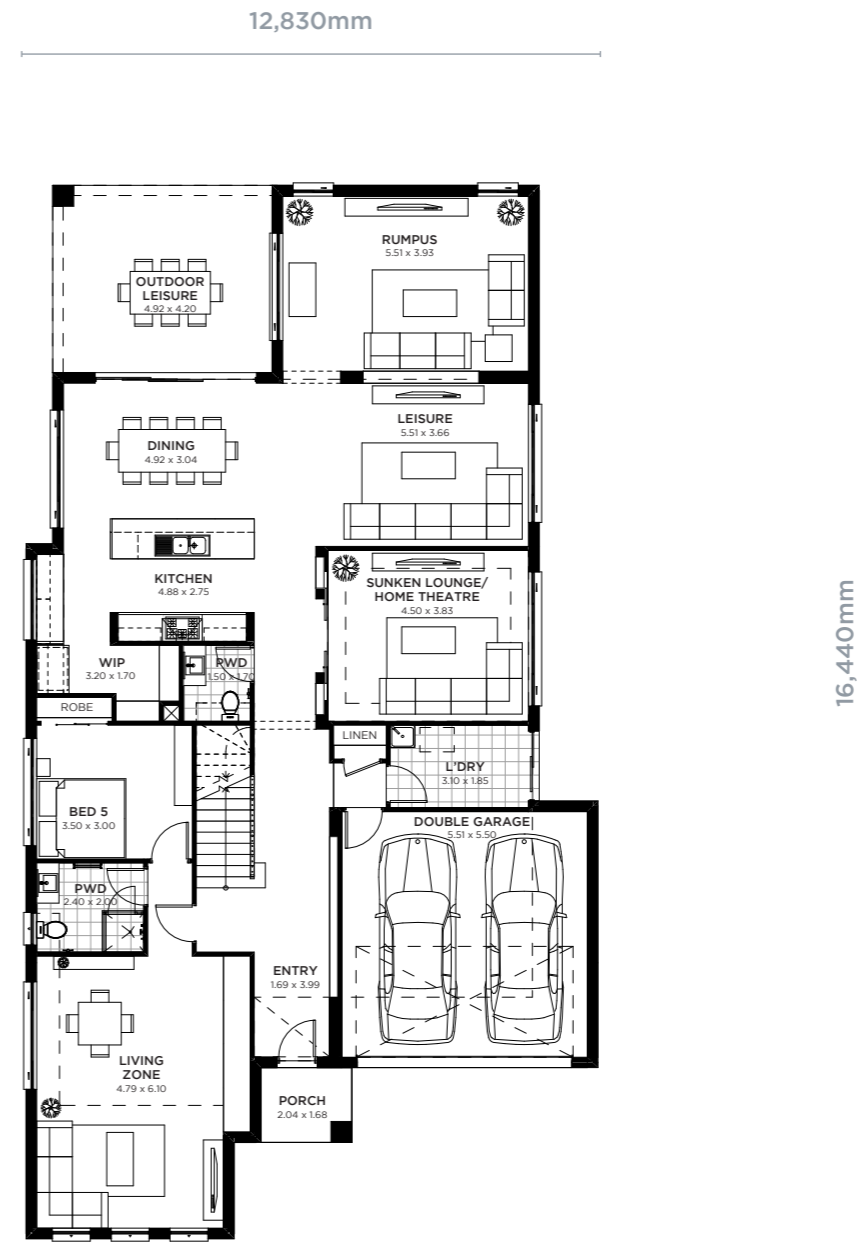 12,830mm
RUMPUS
5.51 x 3.93
OUTDOOR
LEISURE
4.92 x 4.20
LEISURE
5.51 x 3.66
DINING
4.92 x 3.04
KITCHEN
4.88 x 2.75
SUNKEN LOUNGE/
HOME THEATRE
4.50 x 3.83
16,440mm
WIP
3.20 x 1.70
PWD
1.50 x 1.70
ROBE
LINEN
L'DRY
3.10 x 1.85
BED 5
3.50 x 3.00
DOUBLE GARAGE
5.51 x 5.50
PWD
2.40 x 2.00
ENTRY
1.69 x 3.99
LIVING
ZONE
4.79 x 6.10
PORCH
2.04 x 1.68